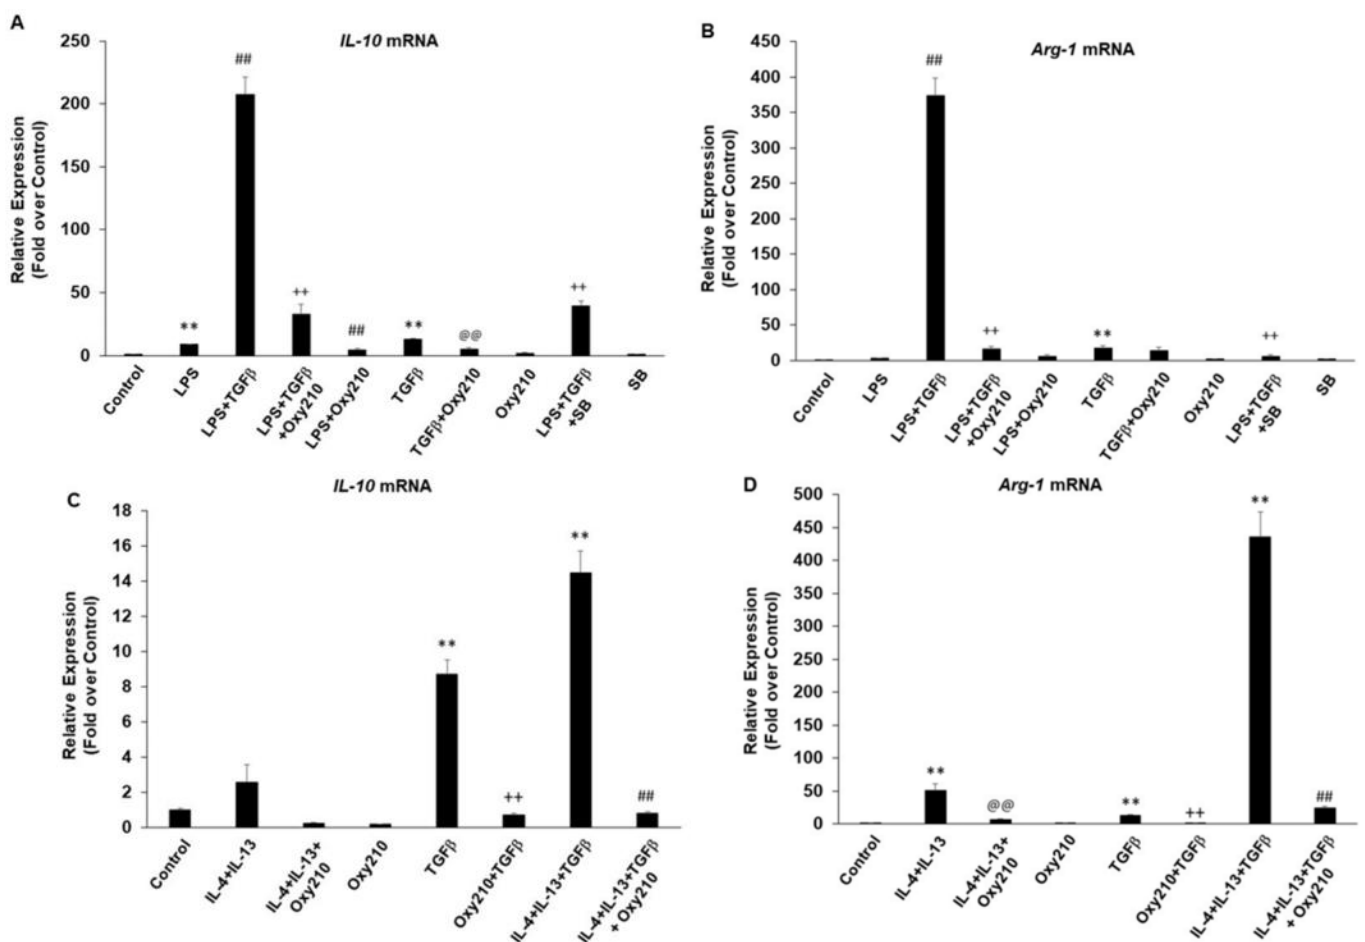 A
IL-10 mRNA
Relative Expression
(Fold over Control)
250
200
150
100
50
0
**
##
++
##
**
@@
++
Control
LPS
LPS+TGFβ
LPS+TGFβ
+Oxy210
LPS+Oxy210
TGFβ
TGFβ+Oxy210
Oxy210
LPS+TGFβ
+SB
SB
B
Arg-1 mRNA
Relative Expression
(Fold over Control)
450
400
350
300
250
200
150
100
50
0
##
++
**
++
Control
LPS
LPS+TGFβ
LPS+TGFβ
+Oxy210
LPS+Oxy210
TGFβ
TGFβ+Oxy210
Oxy210
LPS+TGFβ
+SB
SB
C
IL-10 mRNA
Relative Expression
(Fold over Control)
18
16
14
12
10
8
6
4
2
0
**
++
**
##
Control
IL-4+IL-13
IL-4+IL-13+
Oxy210
Oxy210
TGFβ
Oxy210+TGFβ
IL-4+IL-13+TGFβ
IL-4+IL-13+TGFβ
+ Oxy210
D
Arg-1 mRNA
Relative Expression
(Fold over Control)
500
450
400
350
300
250
200
150
100
50
0
**
@@
**
++
**
##
Control
IL-4+IL-13
IL-4+IL-13+
Oxy210
Oxy210
TGFβ
Oxy210+TGFβ
IL-4+IL-13+TGFβ
IL-4+IL-13+TGFβ
+ Oxy210